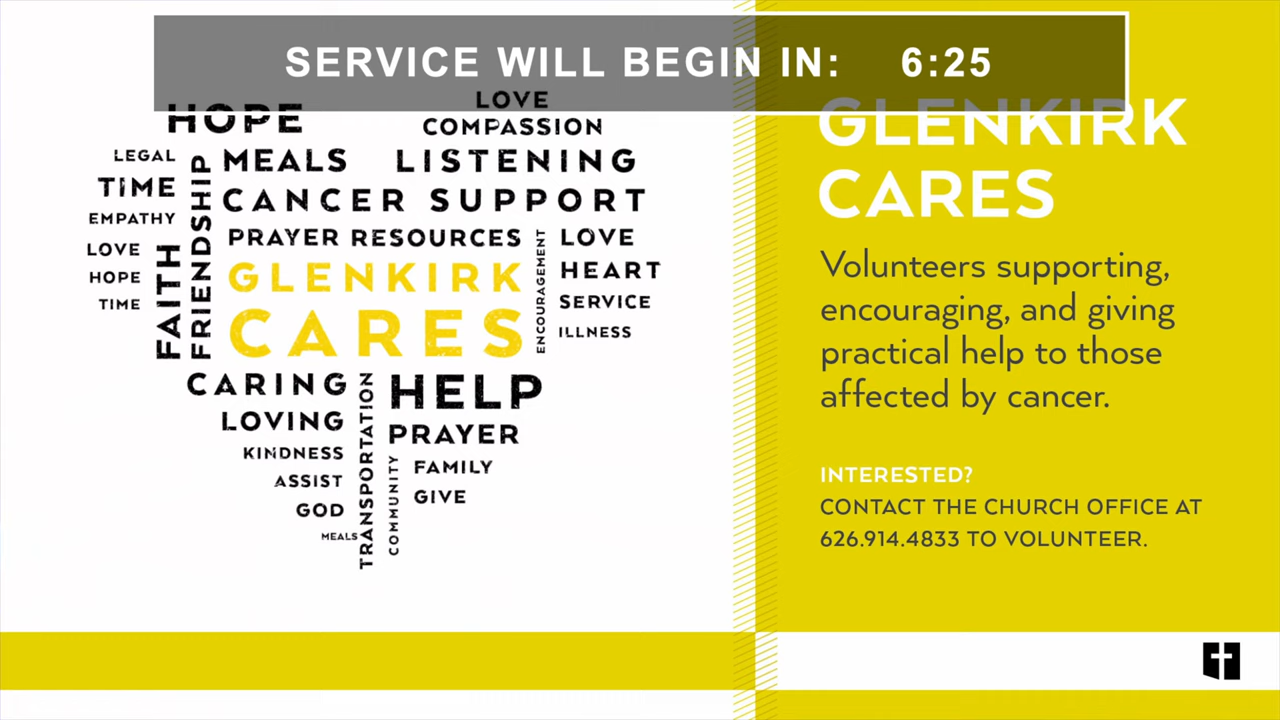 SERVICE WILL BEGIN IN: 6:25
LOVE
HOPE
COMPASSION
LEGAL
MEALS
LISTENING
TIME
FRIENDSHIP
CANCER SUPPORT
EMPATHY
PRAYER RESOURCES
LOVE
LOVE
FAITH
ENCOURAGEMENT
HOPE
GLENKIRK
HEART
TIME
CARES
SERVICE
ILLNESS
CARING
HELP
LOVING
TRANSPORTATION
PRAYER
KINDNESS
COMMUNITY
FAMILY
ASSIST
GIVE
GOD
MEALS
GLENKIRK
CARES
Volunteers supporting,
encouraging, and giving
practical help to those
affected by cancer.
INTERESTED?
CONTACT THE CHURCH OFFICE AT
626.914.4833 TO VOLUNTEER.